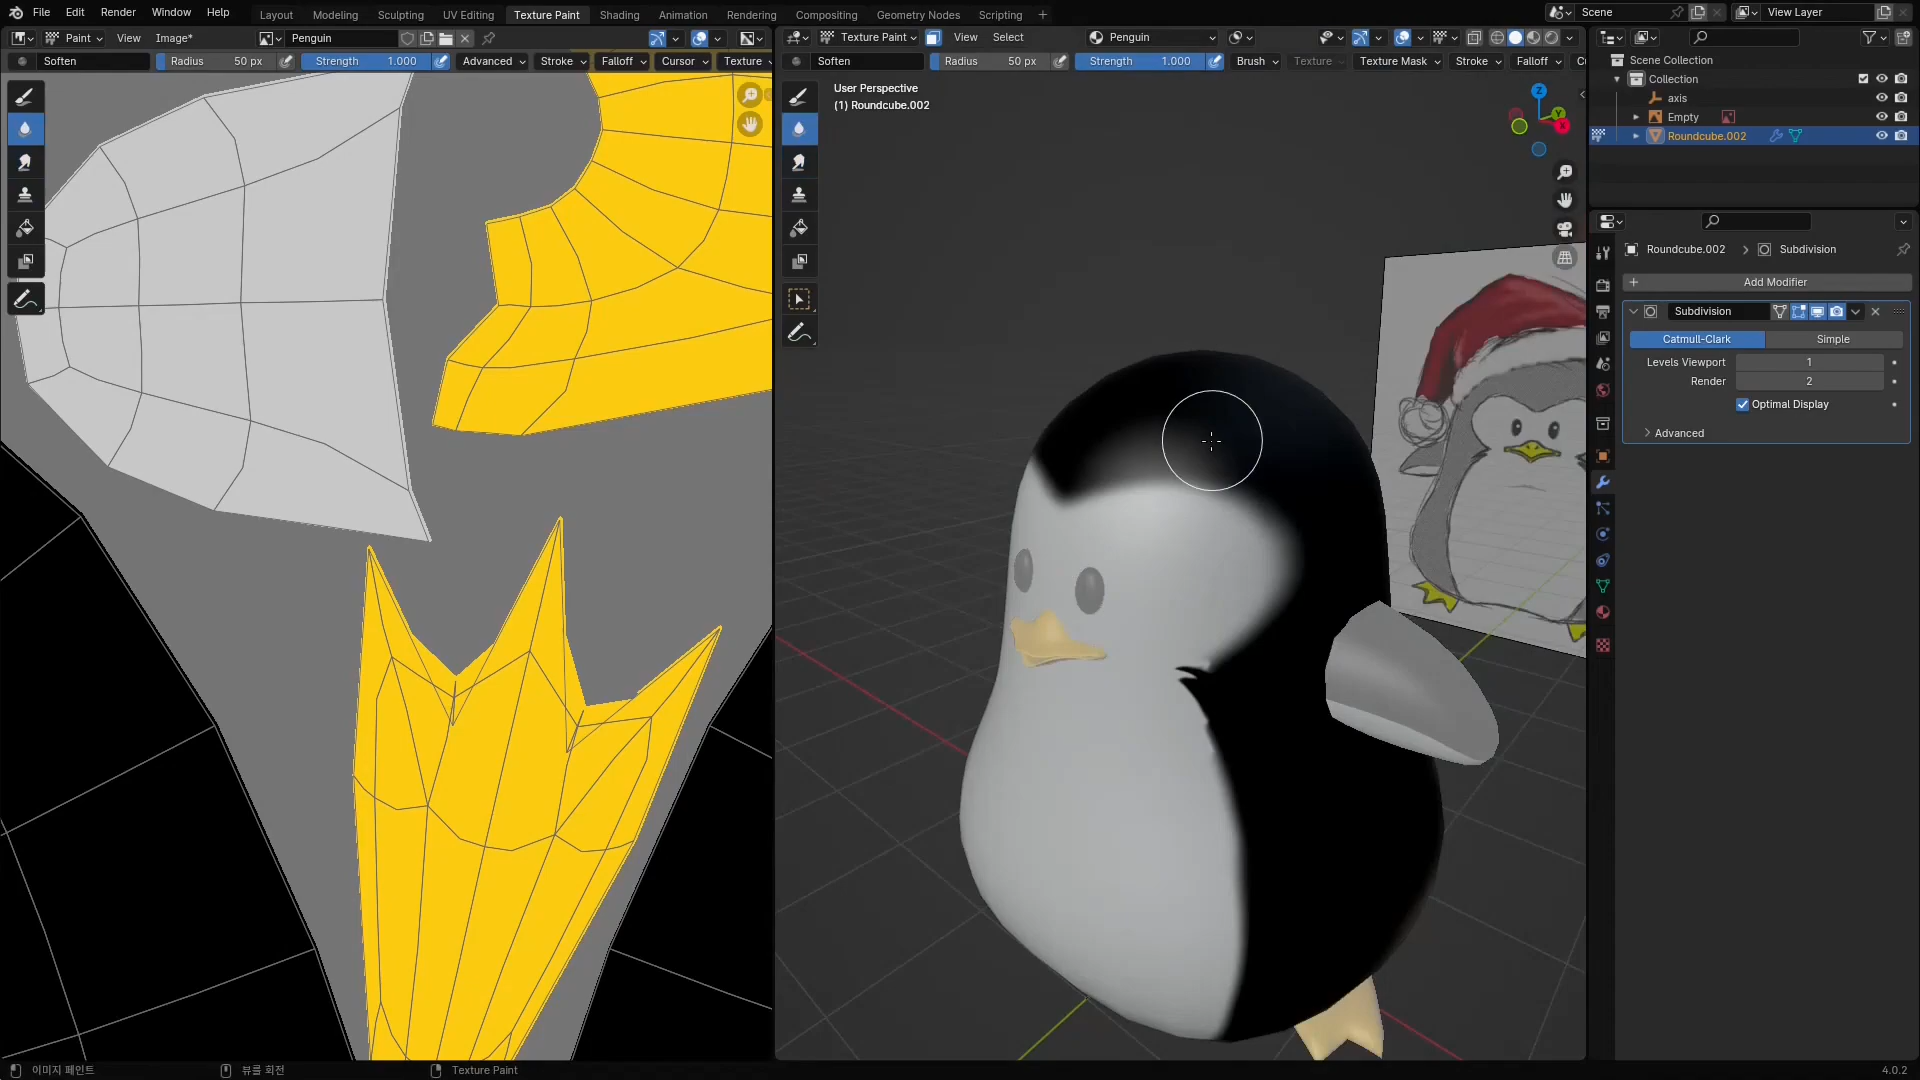 File Edit Render Window Help
Layout Modeling Sculpting UV Editing Texture Paint Shading Animation Rendering Compositing Geometry Nodes Scripting +
Scene
View Layer
Paint View Image* Penguin
Texture Paint View Select Penguin
Soften Radius 50 px Strength 1.000 Advanced Stroke Falloff Cursor Texture
Soften Radius 50 px Strength 1.000 Brush Texture Texture Mask Stroke Falloff
User Perspective
(1) Roundcube.002
Z
Y
X
Scene Collection
Collection
axis
Empty
Roundcube.002
Roundcube.002 > Subdivision
+ Add Modifier
Subdivision
Catmull-Clark Simple
Levels Viewport 1
Render 2
Optimal Display
Advanced
이미지 페인트 뷰를 회전 Texture Paint 4.0.2